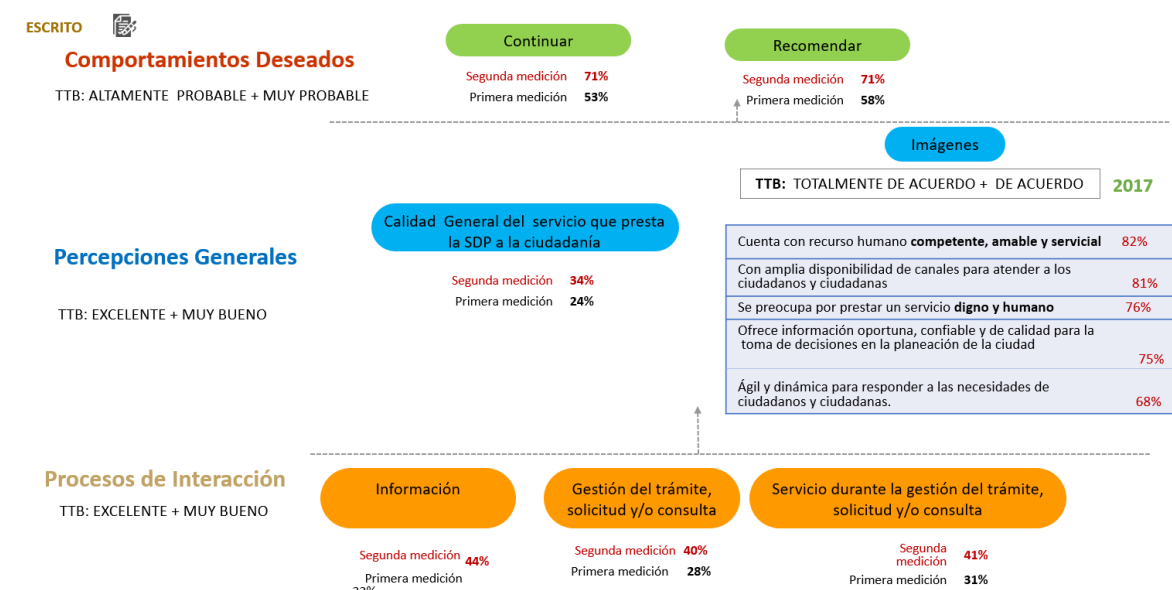 ESCRITO
Comportamientos Deseados
TTB: ALTAMENTE PROBABLE + MUY PROBABLE
Continuar
Segunda medición 71%
Primera medición 53%
Recomendar
Segunda medición 71%
Primera medición 58%
Imágenes
TTB: TOTALMENTE DE ACUERDO + DE ACUERDO
2017
Percepciones Generales
TTB: EXCELENTE + MUY BUENO
Calidad General del servicio que presta
la SDP a la ciudadanía
Segunda medición 34%
Primera medición 24%
Cuenta con recurso humano competente, amable y servicial 82%
Con amplia disponibilidad de canales para atender a los
ciudadanos y ciudadanas 81%
Se preocupa por prestar un servicio digno y humano 76%
Ofrece información oportuna, confiable y de calidad para la
toma de decisiones en la planeación de la ciudad
75%
Ágil y dinámica para responder a las necesidades de
ciudadanos y ciudadanas. 68%
Procesos de Interacción
TTB: EXCELENTE + MUY BUENO
Información
Segunda medición 44%
Primera medición
Gestión del trámite,
solicitud y/o consulta
Segunda medición 40%
Primera medición 28%
Servicio durante la gestión del trámite,
solicitud y/o consulta
Segunda
medición 41%
Primera medición 31%